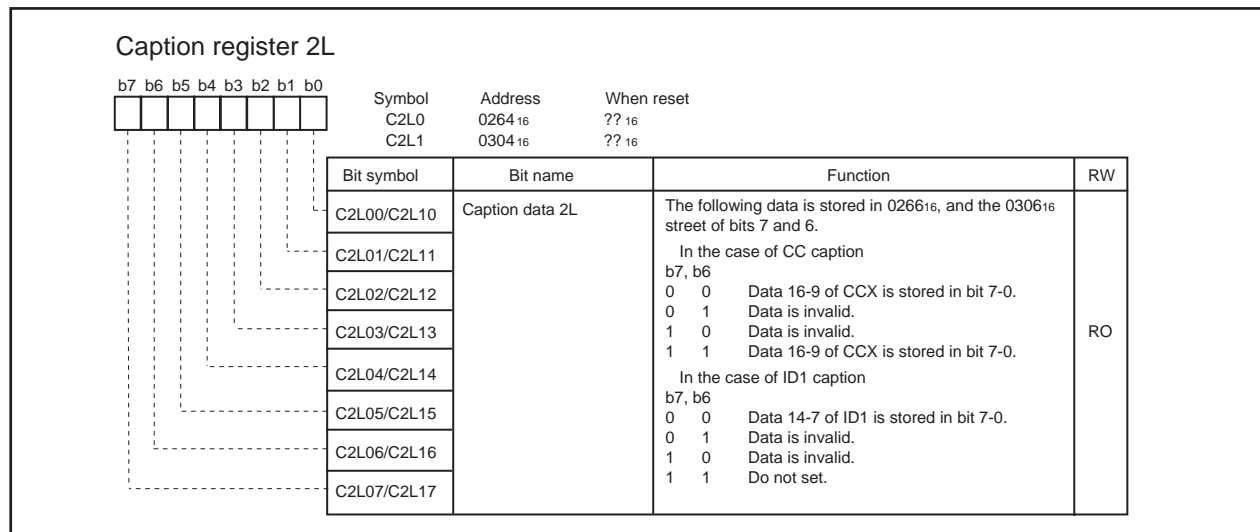 Caption register 2L
b7 b6 b5 b4 b3 b2 b1 b0
Symbol Address When reset
C2L0 0264 16 ?? 16
C2L1 0304 16 ?? 16
Bit symbol Bit name Function RW
C2L00/C2L10 Caption data 2L The following data is stored in 026616, and the 030616
street of bits 7 and 6.
C2L01/C2L11 In the case of CC caption
b7, b6
C2L02/C2L12 0 0 Data 16-9 of CCX is stored in bit 7-0.
0 1 Data is invalid.
C2L03/C2L13 1 0 Data is invalid. RO
1 1 Data 16-9 of CCX is stored in bit 7-0.
C2L04/C2L14 In the case of ID1 caption
b7, b6
C2L05/C2L15 0 0 Data 14-7 of ID1 is stored in bit 7-0.
0 1 Data is invalid.
C2L06/C2L16 1 0 Data is invalid.
1 1 Do not set.
C2L07/C2L17